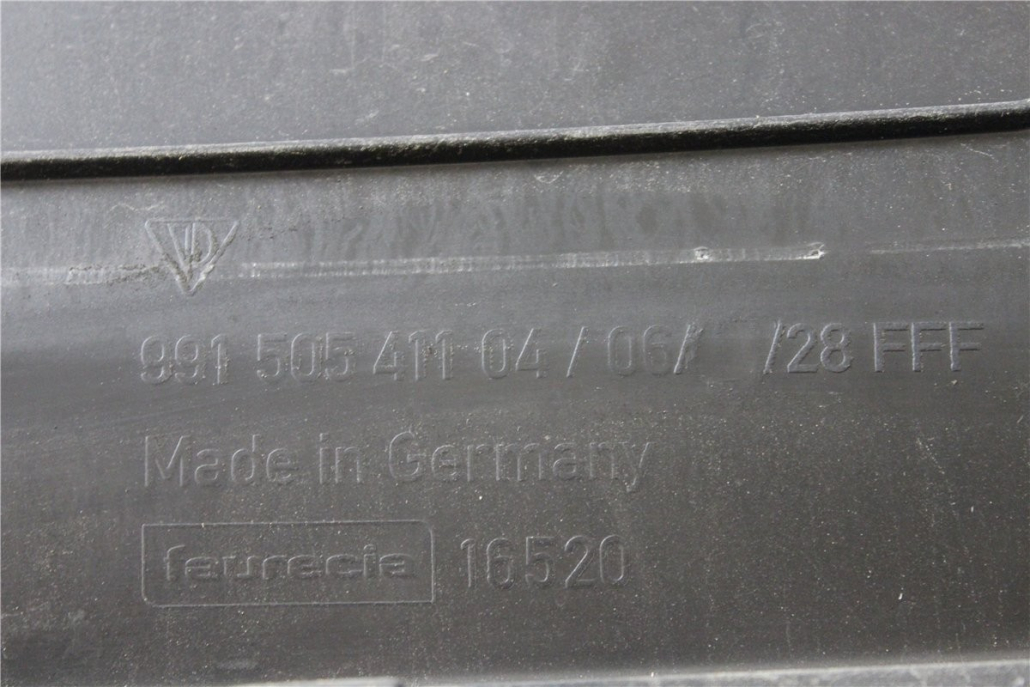 991 505 411 04 / 06/ /28 FFF
Made in Germany
faurecia 16520